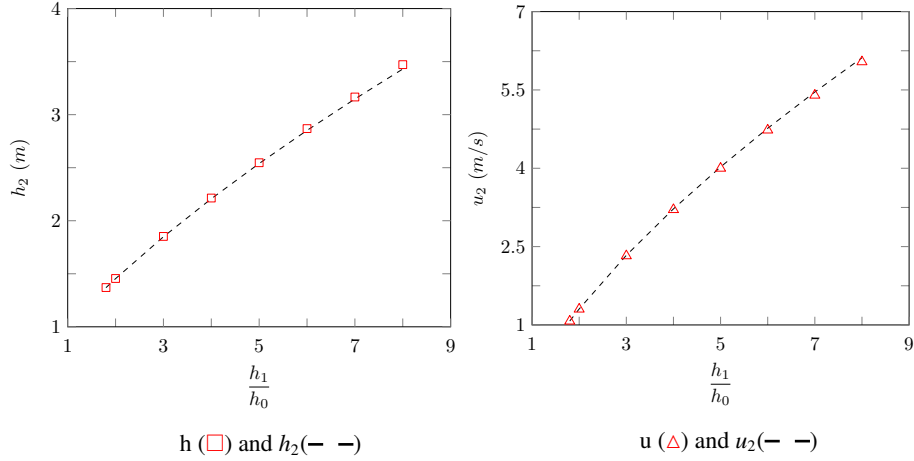 4
3
2
1
h₂ (m)
1 3 5 7 9
h₁
h₀
h (□) and h₂(– –)
7
5.5
4
2.5
1
u₂ (m/s)
1 3 5 7 9
h₁
h₀
u (△) and u₂(– –)